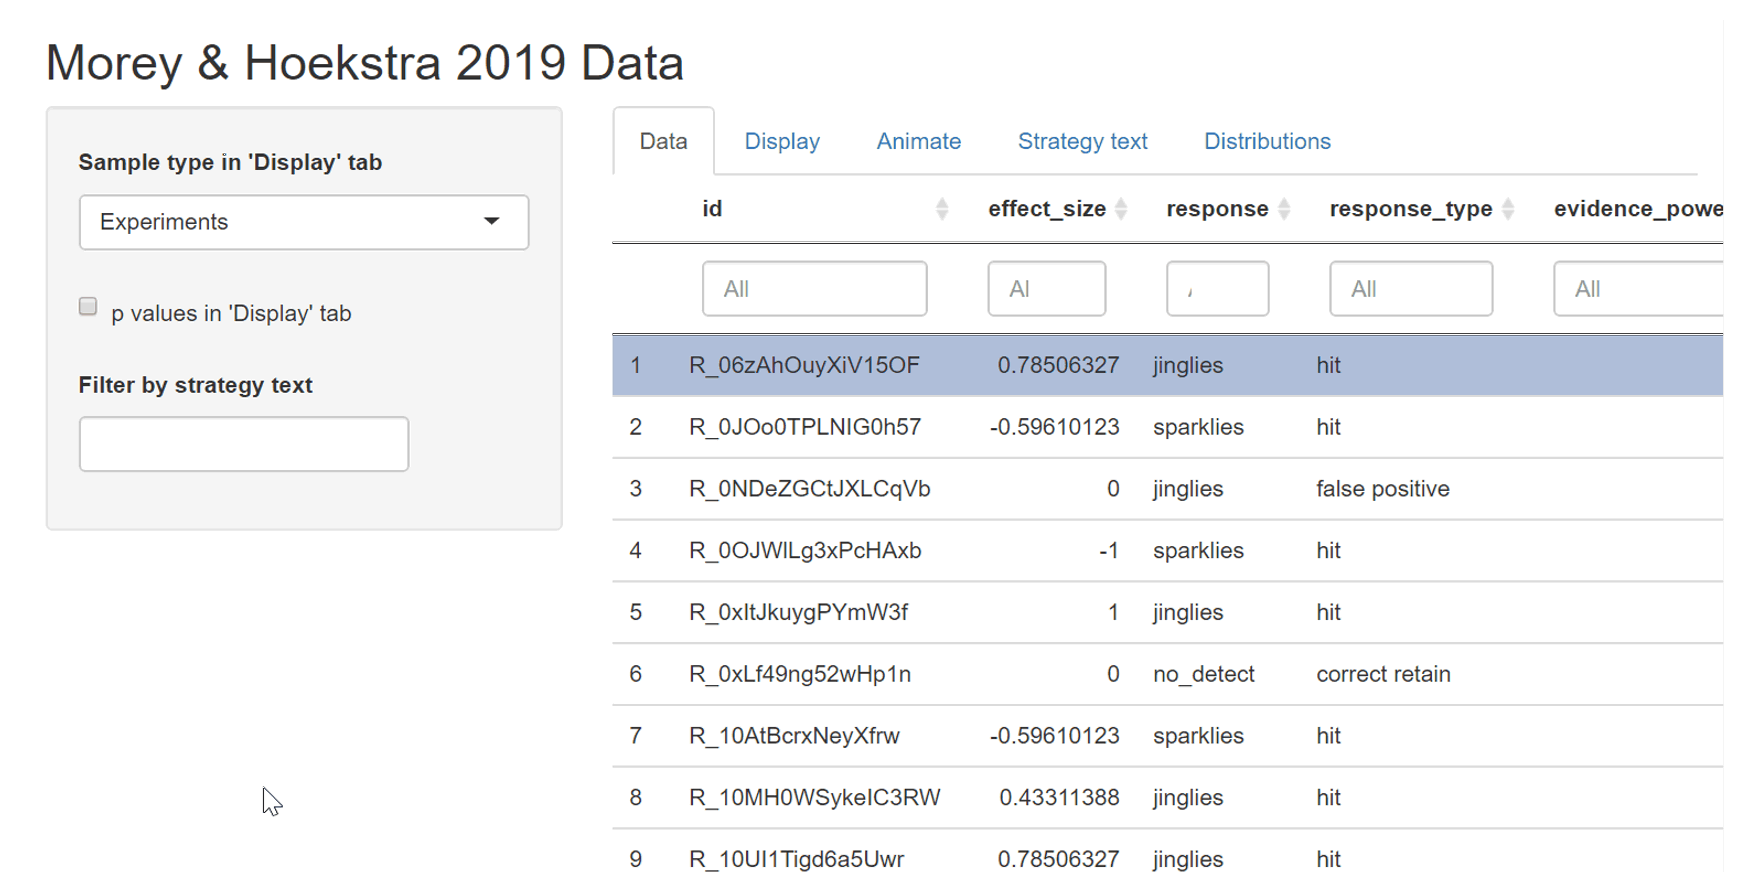 Morey & Hoekstra 2019 Data
Sample type in 'Display' tab
Experiments
p values in 'Display' tab
Filter by strategy text
Data Display Animate Strategy text Distributions
id effect_size response response_type evidence_powe
All Al All All
1 R_06zAhOuyXiV15OF 0.78506327 jinglies hit
2 R_0JOo0TPLNIG0h57 -0.59610123 sparklies hit
3 R_0NDeZGCtJXLCqVb 0 jinglies false positive
4 R_0OJWlLg3xPcHAxb -1 sparklies hit
5 R_0xItJkuygPYmW3f 1 jinglies hit
6 R_0xLf49ng52wHp1n 0 no_detect correct retain
7 R_10AtBcrxNeyXfrw -0.59610123 sparklies hit
8 R_10MH0WSykeIC3RW 0.43311388 jinglies hit
9 R_10UI1Tigd6a5Uwr 0.78506327 jinglies hit